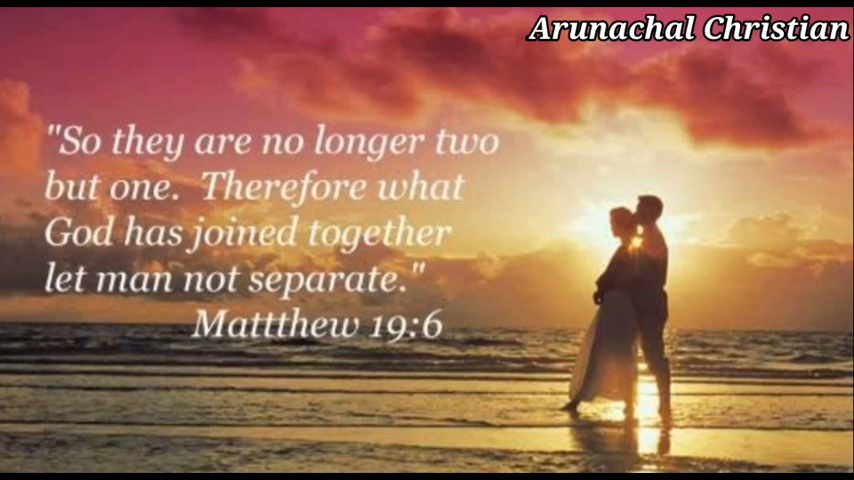 Arunachal Christian
"So they are no longer two
but one. Therefore what
God has joined together
let man not separate."
Mattthew 19:6